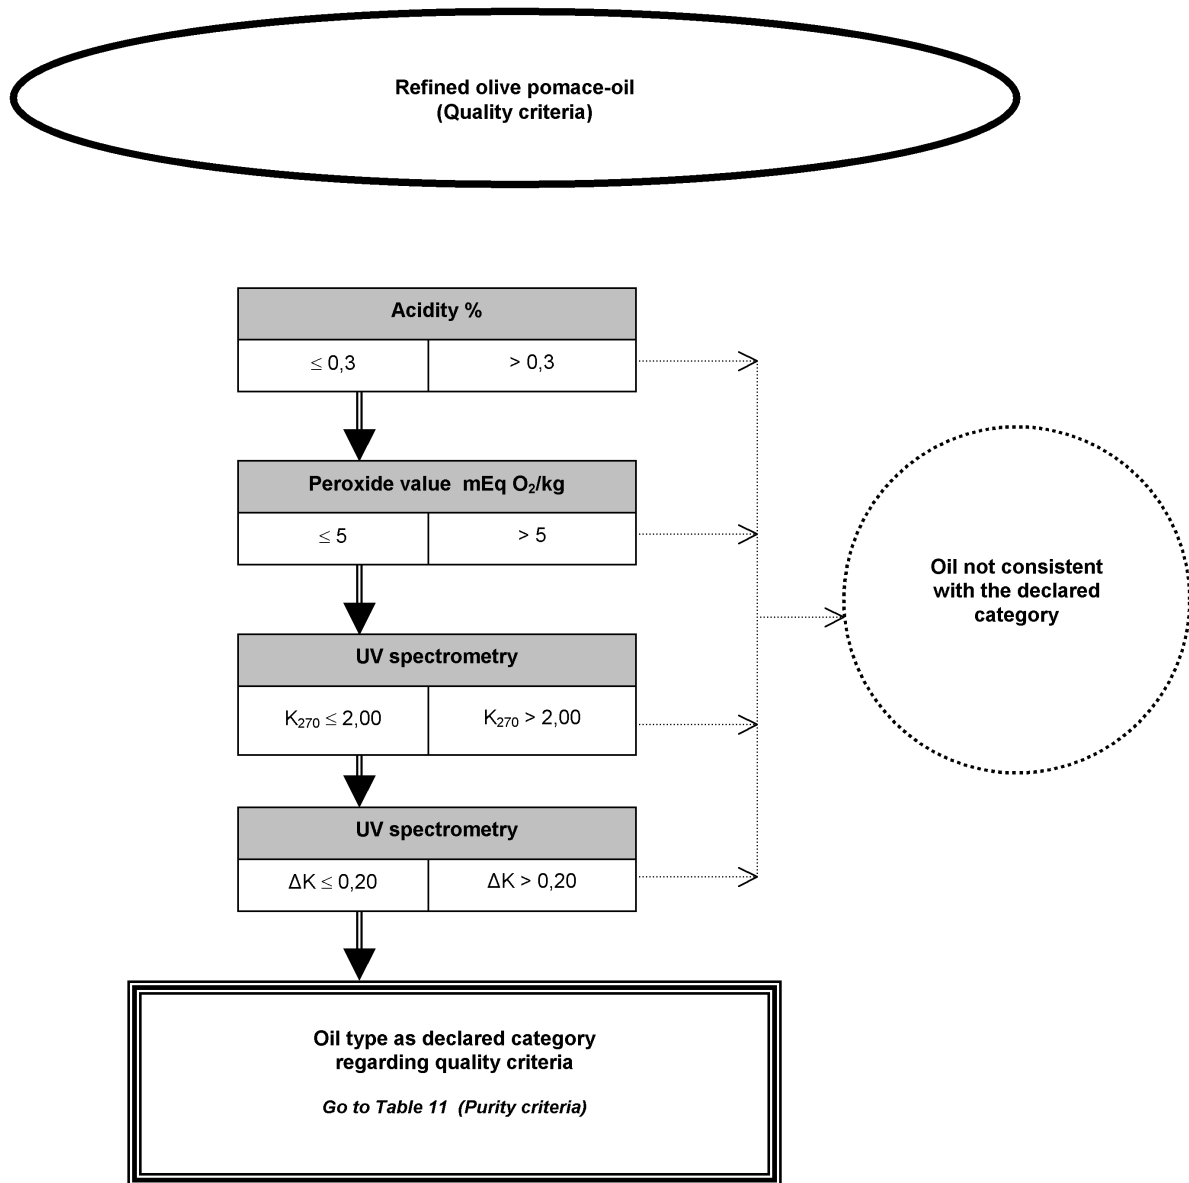 Refined olive pomace-oil
(Quality criteria)
Acidity %
≤ 0,3
> 0,3
Peroxide value mEq O₂/kg
≤ 5
> 5
UV spectrometry
K₂₇₀ ≤ 2,00
K₂₇₀ > 2,00
UV spectrometry
ΔK ≤ 0,20
ΔK > 0,20
Oil not consistent
with the declared
category
Oil type as declared category
regarding quality criteria
Go to Table 11 (Purity criteria)